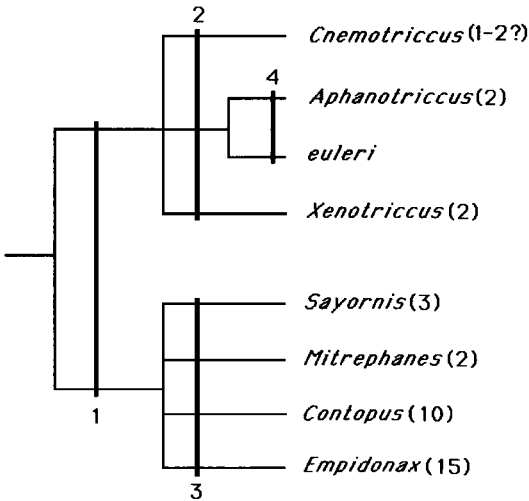 2
Cnemotriccus (1-2?)
4
Aphanotriccus (2)
euleri
Xenotriccus (2)
Sayornis (3)
Mitrephanes (2)
1
Contopus (10)
Empidonax (15)
3